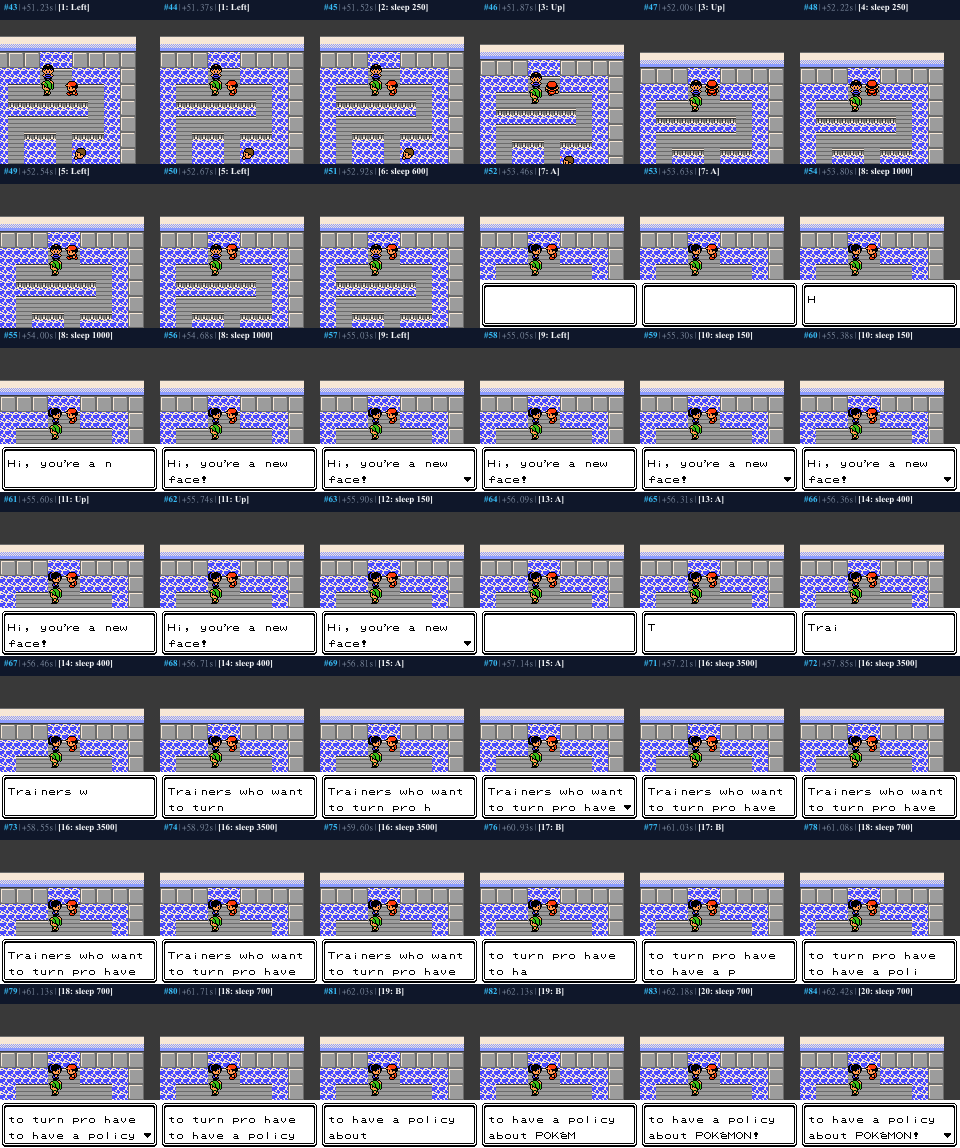 #43|+51.23s| [1: Left]
#44|+51.37s| [1: Left]
#45|+51.52s| [2: sleep 250]
#46|+51.87s| [3: Up]
#47|+52.00s| [3: Up]
#48|+52.22s| [4: sleep 250]
#49|+52.54s| [5: Left]
#50|+52.67s| [5: Left]
#51|+52.92s| [6: sleep 600]
#52|+53.46s| [7: A]
#53|+53.63s| [7: A]
#54|+53.80s| [8: sleep 1000]
H
#55|+54.00s| [8: sleep 1000]
#56|+54.68s| [8: sleep 1000]
#57|+55.03s| [9: Left]
#58|+55.05s| [9: Left]
#59|+55.30s| [10: sleep 150]
#60|+55.38s| [10: sleep 150]
Hi, you're a n
Hi, you're a new
face!
Hi, you're a new
face!
Hi, you're a new
face!
Hi, you're a new
face!
Hi, you're a new
face!
#61|+55.60s| [11: Up]
#62|+55.74s| [11: Up]
#63|+55.90s| [12: sleep 150]
#64|+56.09s| [13: A]
#65|+56.31s| [13: A]
#66|+56.36s| [14: sleep 400]
Hi, you're a new
face!
Hi, you're a new
face!
Hi, you're a new
face!
T
Trai
#67|+56.46s| [14: sleep 400]
#68|+56.71s| [14: sleep 400]
#69|+56.81s| [15: A]
#70|+57.14s| [15: A]
#71|+57.21s| [16: sleep 3500]
#72|+57.85s| [16: sleep 3500]
Trainers w
Trainers who want
to turn
Trainers who want
to turn pro h
Trainers who want
to turn pro have
Trainers who want
to turn pro have
Trainers who want
to turn pro have
#73|+58.55s| [16: sleep 3500]
#74|+58.92s| [16: sleep 3500]
#75|+59.60s| [16: sleep 3500]
#76|+60.93s| [17: B]
#77|+61.03s| [17: B]
#78|+61.08s| [18: sleep 700]
Trainers who want
to turn pro have
Trainers who want
to turn pro have
Trainers who want
to turn pro have
to turn pro have
to ha
to turn pro have
to have a p
to turn pro have
to have a poli
#79|+61.13s| [18: sleep 700]
#80|+61.71s| [18: sleep 700]
#81|+62.03s| [19: B]
#82|+62.13s| [19: B]
#83|+62.18s| [20: sleep 700]
#84|+62.42s| [20: sleep 700]
to turn pro have
to have a policy
to turn pro have
to have a policy
to have a policy
about
to have a policy
about POKéM
to have a policy
about POKéMON!
to have a policy
about POKéMON!